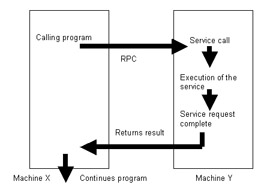 Calling program
Service call
RPC
Execution of the
service
Service request
complete
Returns result
Machine X
Continues program
Machine Y